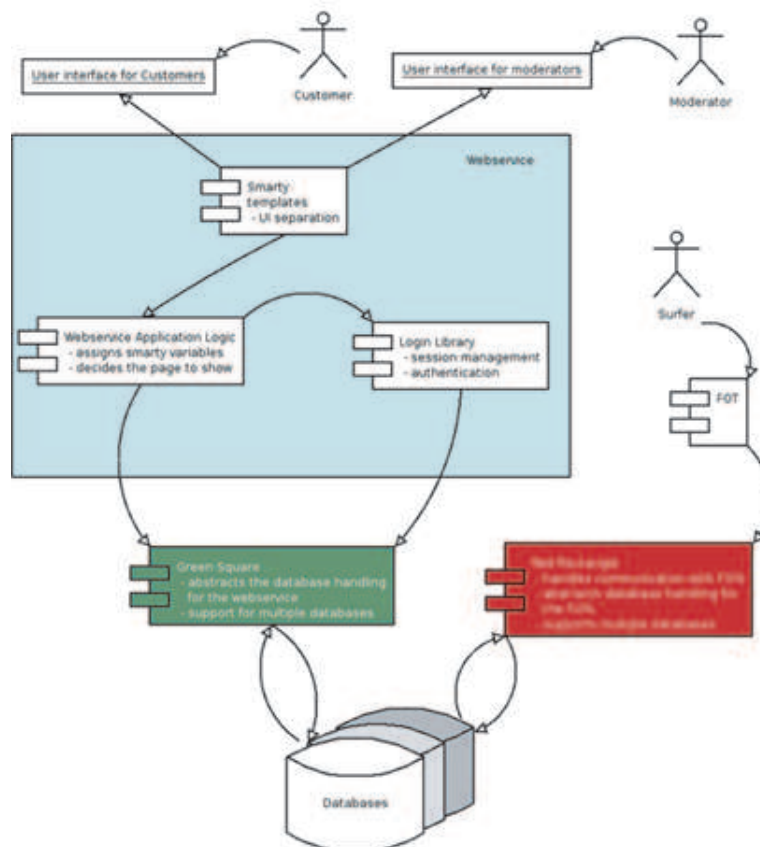 User interface for Customers
Customer
User interface for moderators
Moderator
Webservice
Smarty
templates
- UI separation
Surfer
Webservice Application Logic
- assigns smarty variables
- decides the page to show
Login Library
- session management
- authentication
FOT
Green Square
- abstracts the database handling
for the webservice
- support for multiple databases
Red Rectangle
- handles communication with
database handling for
the
- supports multiple databases
Databases